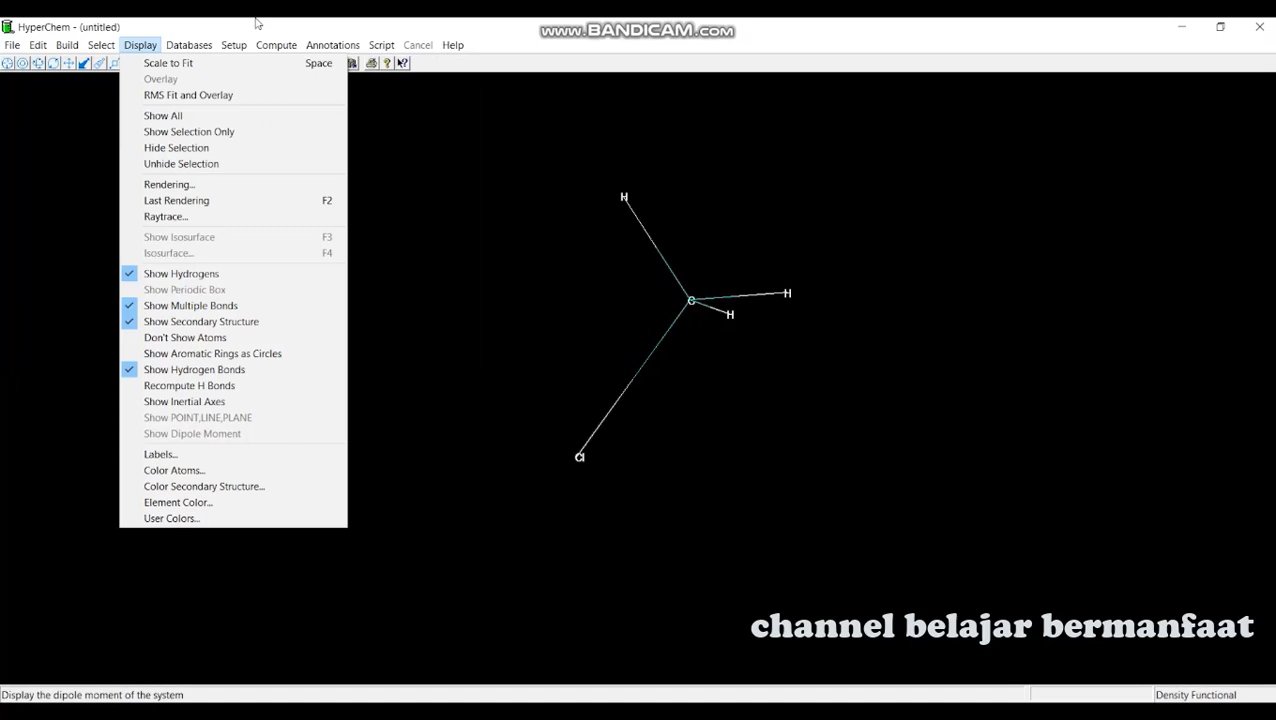 HyperChem - (untitled)
www.BANDICAM.com
File Edit Build Select Display Databases Setup Compute Annotations Script Cancel Help
Scale to Fit Space
Overlay
RMS Fit and Overlay
Show All
Show Selection Only
Hide Selection
Unhide Selection
Rendering...
Last Rendering F2
Raytrace...
Show Isosurface F3
Isosurface... F4
Show Hydrogens
Show Periodic Box
Show Multiple Bonds
Show Secondary Structure
Don't Show Atoms
Show Aromatic Rings as Circles
Show Hydrogen Bonds
Recompute H Bonds
Show Inertial Axes
Show POINT,LINE,PLANE
Show Dipole Moment
Labels...
Color Atoms...
Color Secondary Structure...
Element Color...
User Colors...
H
H
C
H
Cl
channel belajar bermanfaat
Display the dipole moment of the system
Density Functional